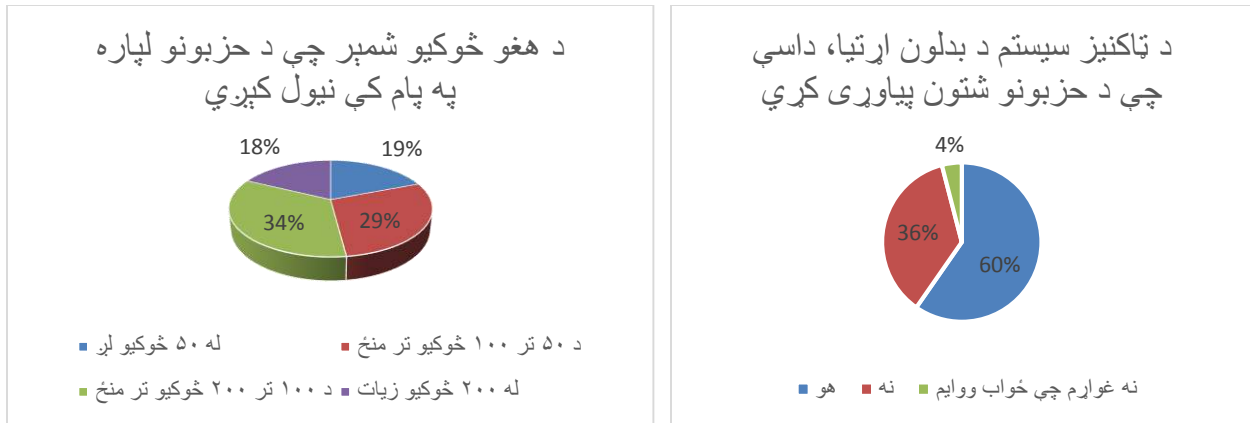 د هغو څوکیو شمېر چې د حزبونو لپاره
په پام کې نیول کېږي
18%
19%
34%
29%
له ۵۰ څوکیو لږ
د ۵۰ تر ۱۰۰ څوکیو تر منځ
د ۱۰۰ تر ۲۰۰ څوکیو تر منځ
له ۲۰۰ څوکیو زیات
د ټاکنیز سیستم د بدلون اړتیا، داسې
چې د حزبونو شتون پیاوړی کړي
4%
36%
60%
هو
نه
نه غواړم چې ځواب ووایم